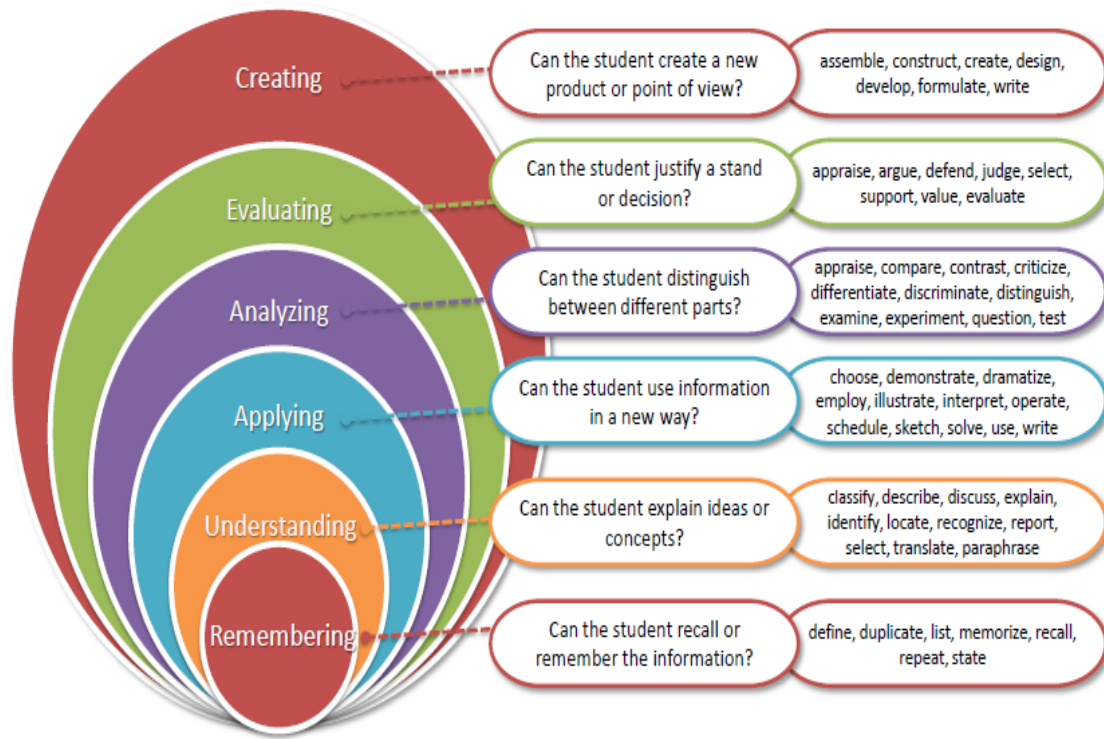 Creating
Can the student create a new
product or point of view?
assemble, construct, create, design,
develop, formulate, write
Evaluating
Can the student justify a stand
or decision?
appraise, argue, defend, judge, select,
support, value, evaluate
Analyzing
Can the student distinguish
between different parts?
appraise, compare, contrast, criticize,
differentiate, discriminate, distinguish,
examine, experiment, question, test
Applying
Can the student use information
in a new way?
choose, demonstrate, dramatize,
employ, illustrate, interpret, operate,
schedule, sketch, solve, use, write
Understanding
Can the student explain ideas or
concepts?
classify, describe, discuss, explain,
identify, locate, recognize, report,
select, translate, paraphrase
Remembering
Can the student recall or
remember the information?
define, duplicate, list, memorize, recall,
repeat, state